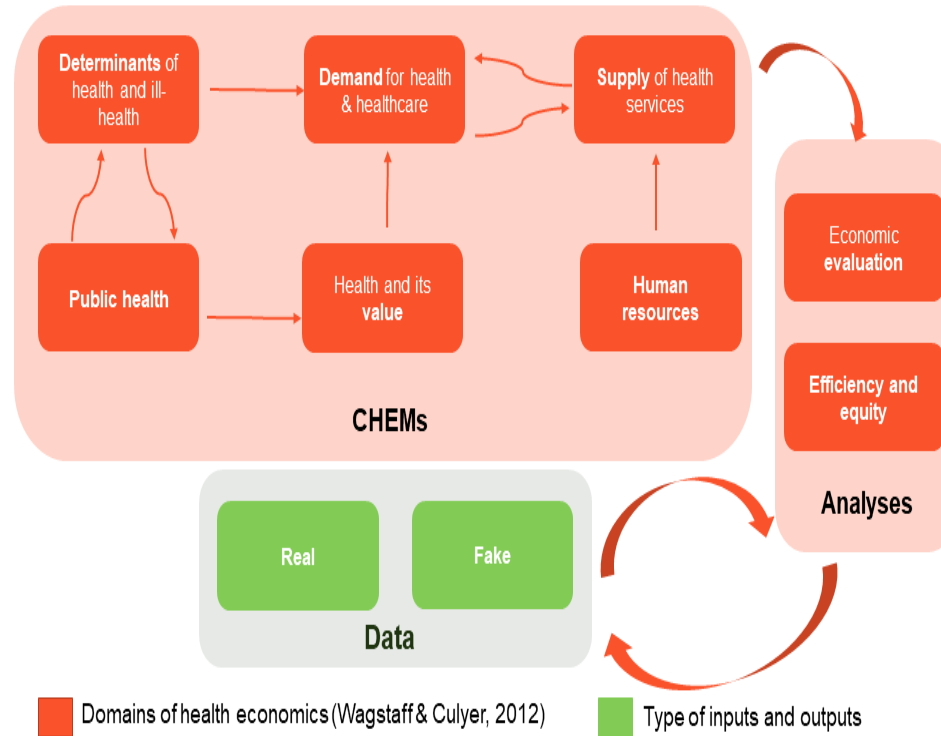 Determinants of
health and ill-
health
Demand for health
& healthcare
Supply of health
services
Public health
Health and its
value
Human
resources
CHEMs
Economic
evaluation
Efficiency and
equity
Analyses
Real
Fake
Data
Domains of health economics (Wagstaff & Culyer, 2012)
Type of inputs and outputs